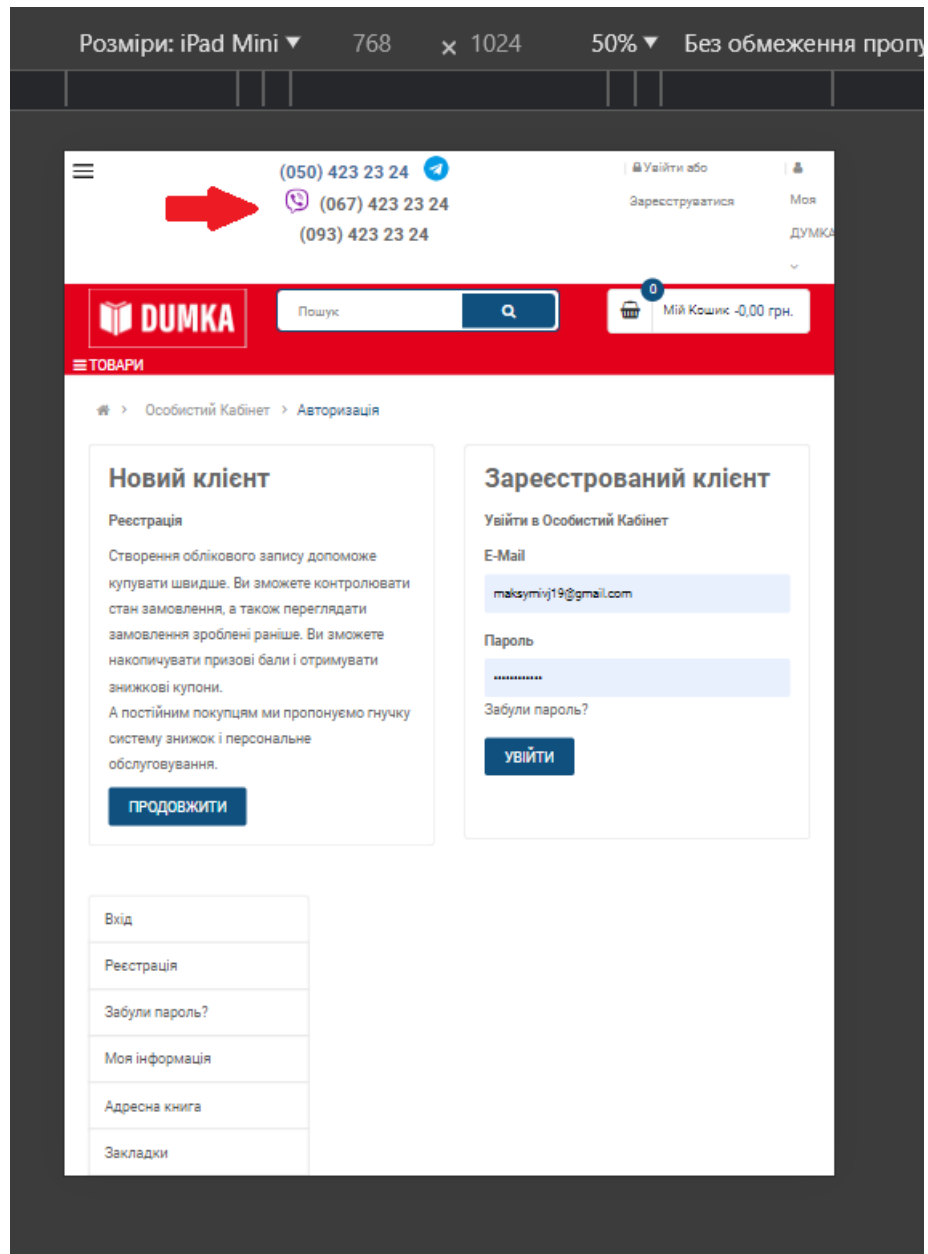 Розміри: iPad Mini ▼ 768 × 1024 50% ▼ Без обмеження пропу
(050) 423 23 24
(067) 423 23 24
(093) 423 23 24
Увійти або
Зареєструватися
Моя
ДУМКА
DUMKA
Пошук
0
Мій Кошик -0,00 грн.
ТОВАРИ
Особистий Кабінет > Авторизація
Новий клієнт
Реєстрація
Створення облікового запису допоможе
купувати швидше. Ви зможете контролювати
стан замовлення, а також переглядати
замовлення зроблені раніше. Ви зможете
накопичувати призові бали і отримувати
знижкові купони.
А постійним покупцям ми пропонуємо гнучку
систему знижок і персональне
обслуговування.
ПРОДОВЖИТИ
Зареєстрований клієнт
Увійти в Особистий Кабінет
E-Mail
maksymivj19@gmail.com
Пароль
••••••••••••
Забули пароль?
УВІЙТИ
Вхід
Реєстрація
Забули пароль?
Моя інформація
Адресна книга
Закладки